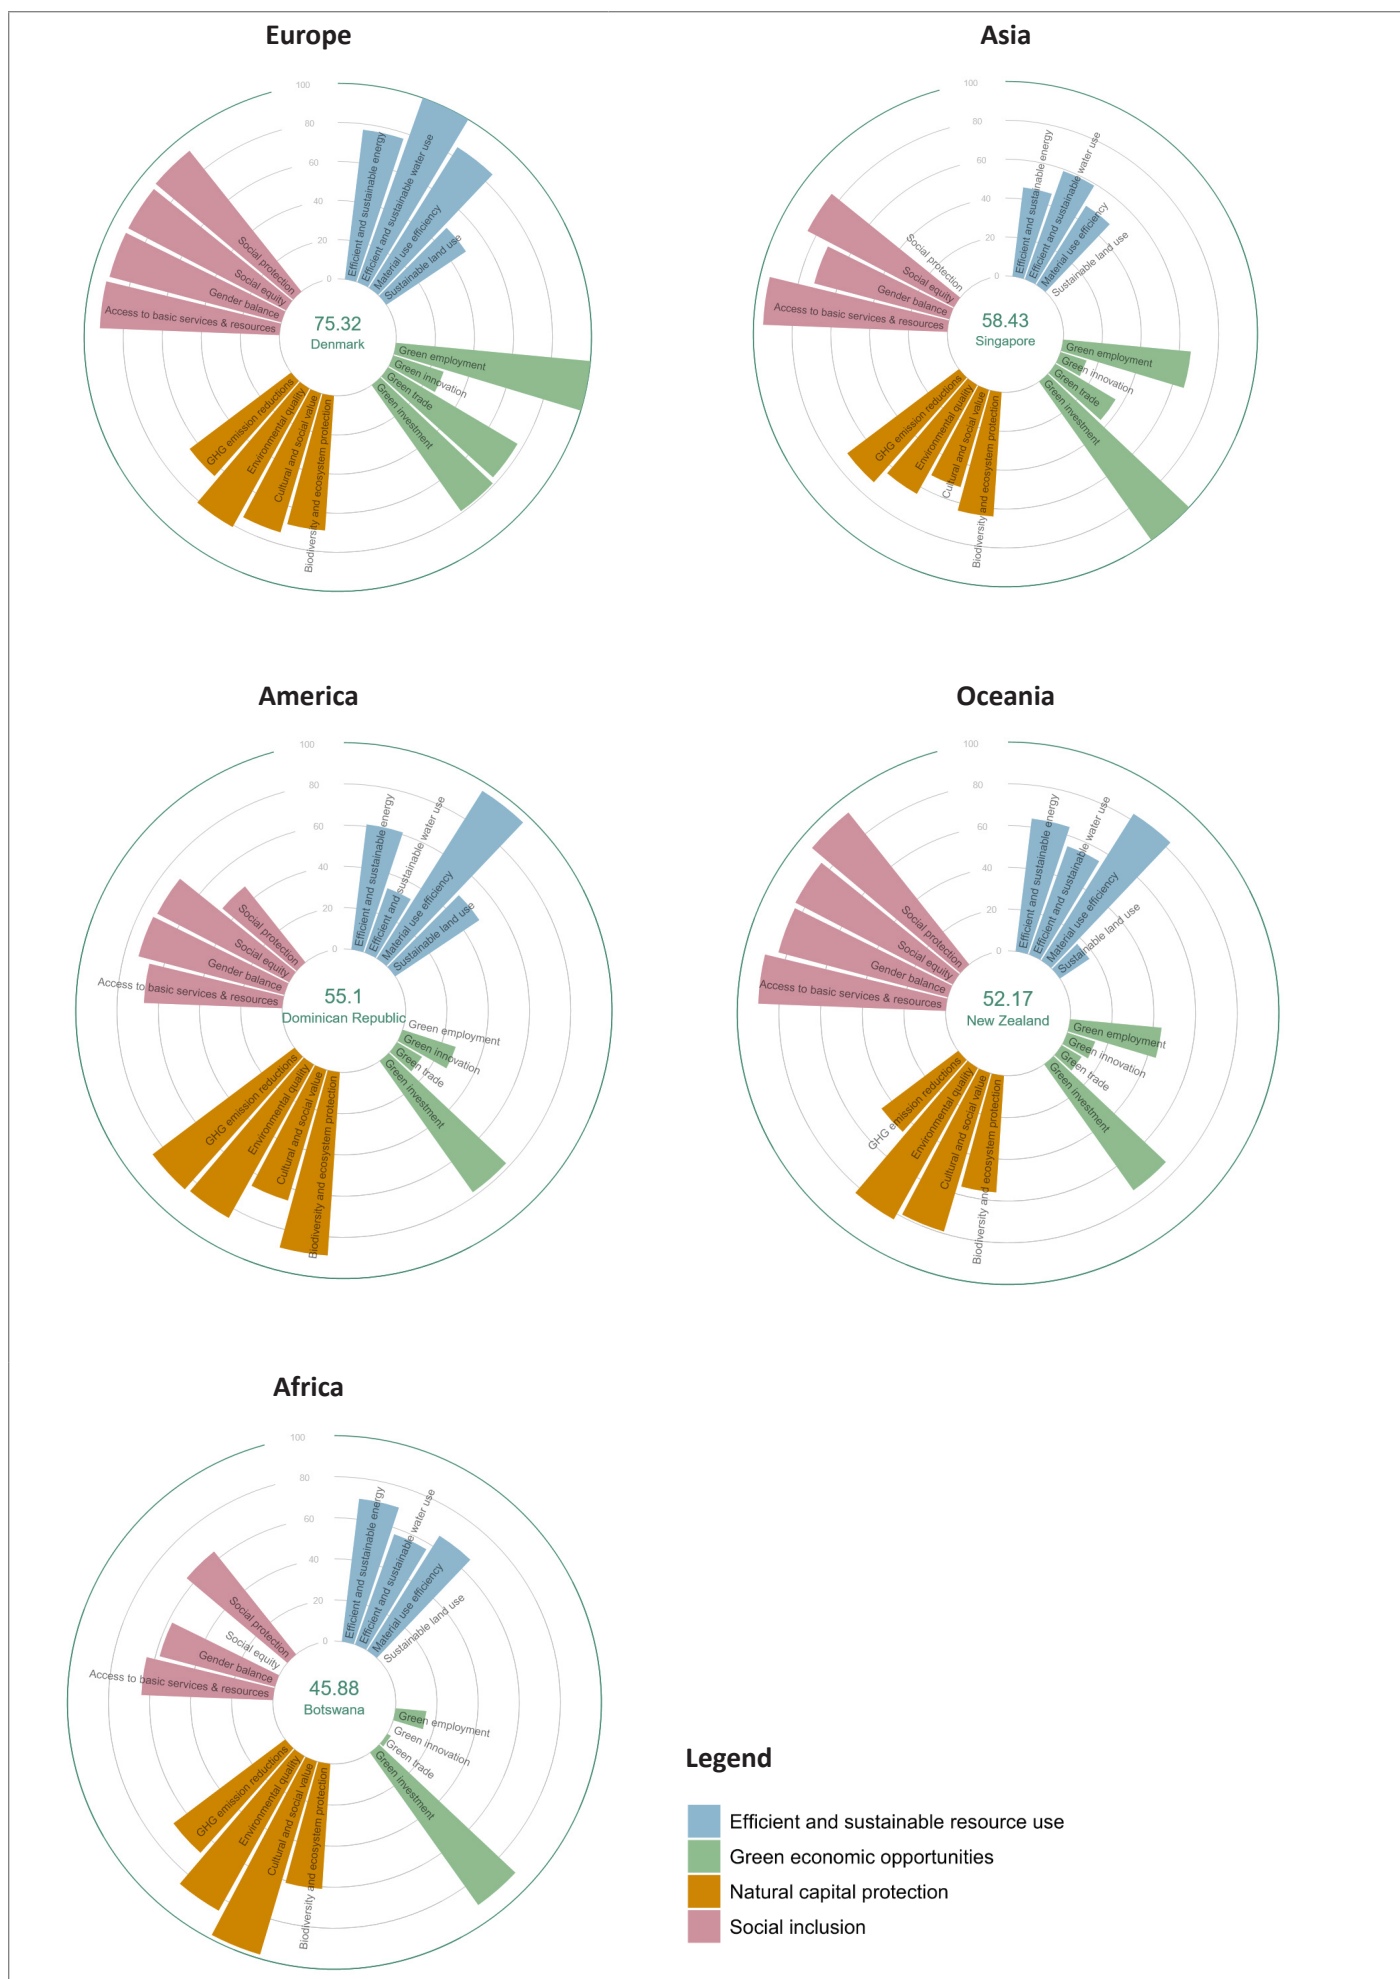 Europe
100
80
60
40
20
0
Efficient and sustainable energy
Efficient and sustainable water use
Material use efficiency
Sustainable land use
Green employment
Green innovation
Green trade
Green investment
Biodiversity and ecosystem protection
Cultural and social value
Environmental quality
GHG emission reductions
Access to basic services & resources
Gender balance
Social equity
Social protection
75.32
Denmark
Asia
100
80
60
40
20
0
Efficient and sustainable energy
Efficient and sustainable water use
Material use efficiency
Sustainable land use
Green employment
Green innovation
Green trade
Green investment
Biodiversity and ecosystem protection
Cultural and social value
Environmental quality
GHG emission reductions
Access to basic services & resources
Gender balance
Social equity
Social protection
58.43
Singapore
America
100
80
60
40
20
0
Efficient and sustainable energy
Efficient and sustainable water use
Material use efficiency
Sustainable land use
Green employment
Green innovation
Green trade
Green investment
Biodiversity and ecosystem protection
Cultural and social value
Environmental quality
GHG emission reductions
Access to basic services & resources
Gender balance
Social equity
Social protection
55.1
Dominican Republic
Oceania
100
80
60
40
20
0
Efficient and sustainable energy
Efficient and sustainable water use
Material use efficiency
Sustainable land use
Green employment
Green innovation
Green trade
Green investment
Biodiversity and ecosystem protection
Cultural and social value
Environmental quality
GHG emission reductions
Access to basic services & resources
Gender balance
Social equity
Social protection
52.17
New Zealand
Africa
100
80
60
40
20
0
Efficient and sustainable energy
Efficient and sustainable water use
Material use efficiency
Sustainable land use
Green employment
Green innovation
Green trade
Green investment
Biodiversity and ecosystem protection
Cultural and social value
Environmental quality
GHG emission reductions
Access to basic services & resources
Gender balance
Social equity
Social protection
45.88
Botswana
Legend
Efficient and sustainable resource use
Green economic opportunities
Natural capital protection
Social inclusion